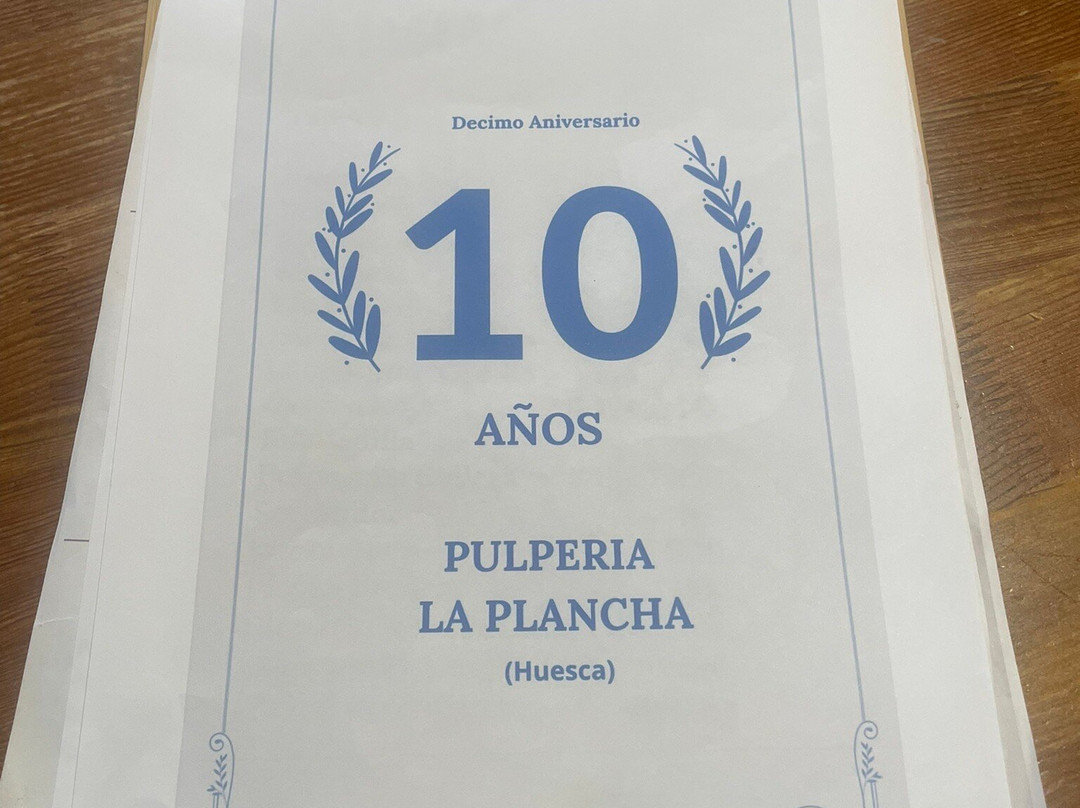 Decimo Aniversario
10
AÑOS
PULPERIA
LA PLANCHA
(Huesca)